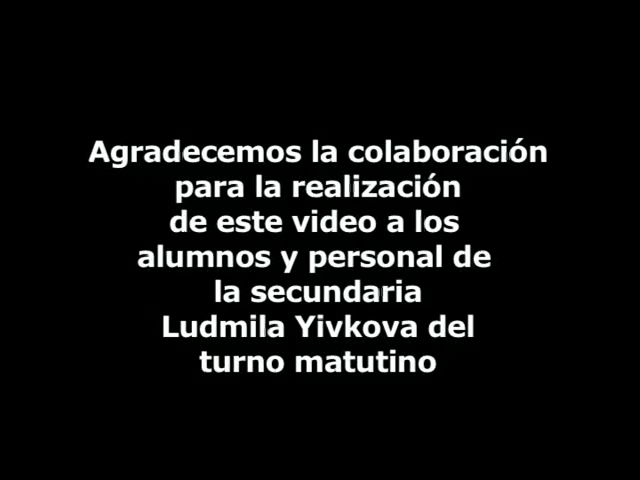 Agradecemos la colaboración
para la realización
de este video a los
alumnos y personal de
la secundaria
Ludmila Yivkova del
turno matutino